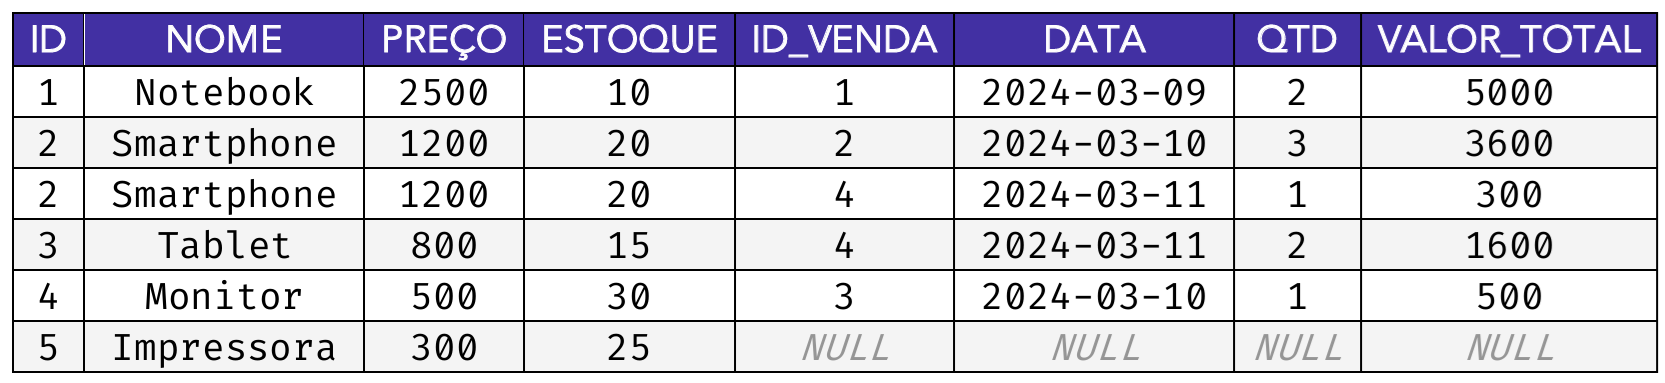 ID NOME PREÇO ESTOQUE ID_VENDA DATA QTD VALOR_TOTAL
1 Notebook 2500 10 1 2024-03-09 2 5000
2 Smartphone 1200 20 2 2024-03-10 3 3600
2 Smartphone 1200 20 4 2024-03-11 1 300
3 Tablet 800 15 4 2024-03-11 2 1600
4 Monitor 500 30 3 2024-03-10 1 500
5 Impressora 300 25 NULL NULL NULL NULL